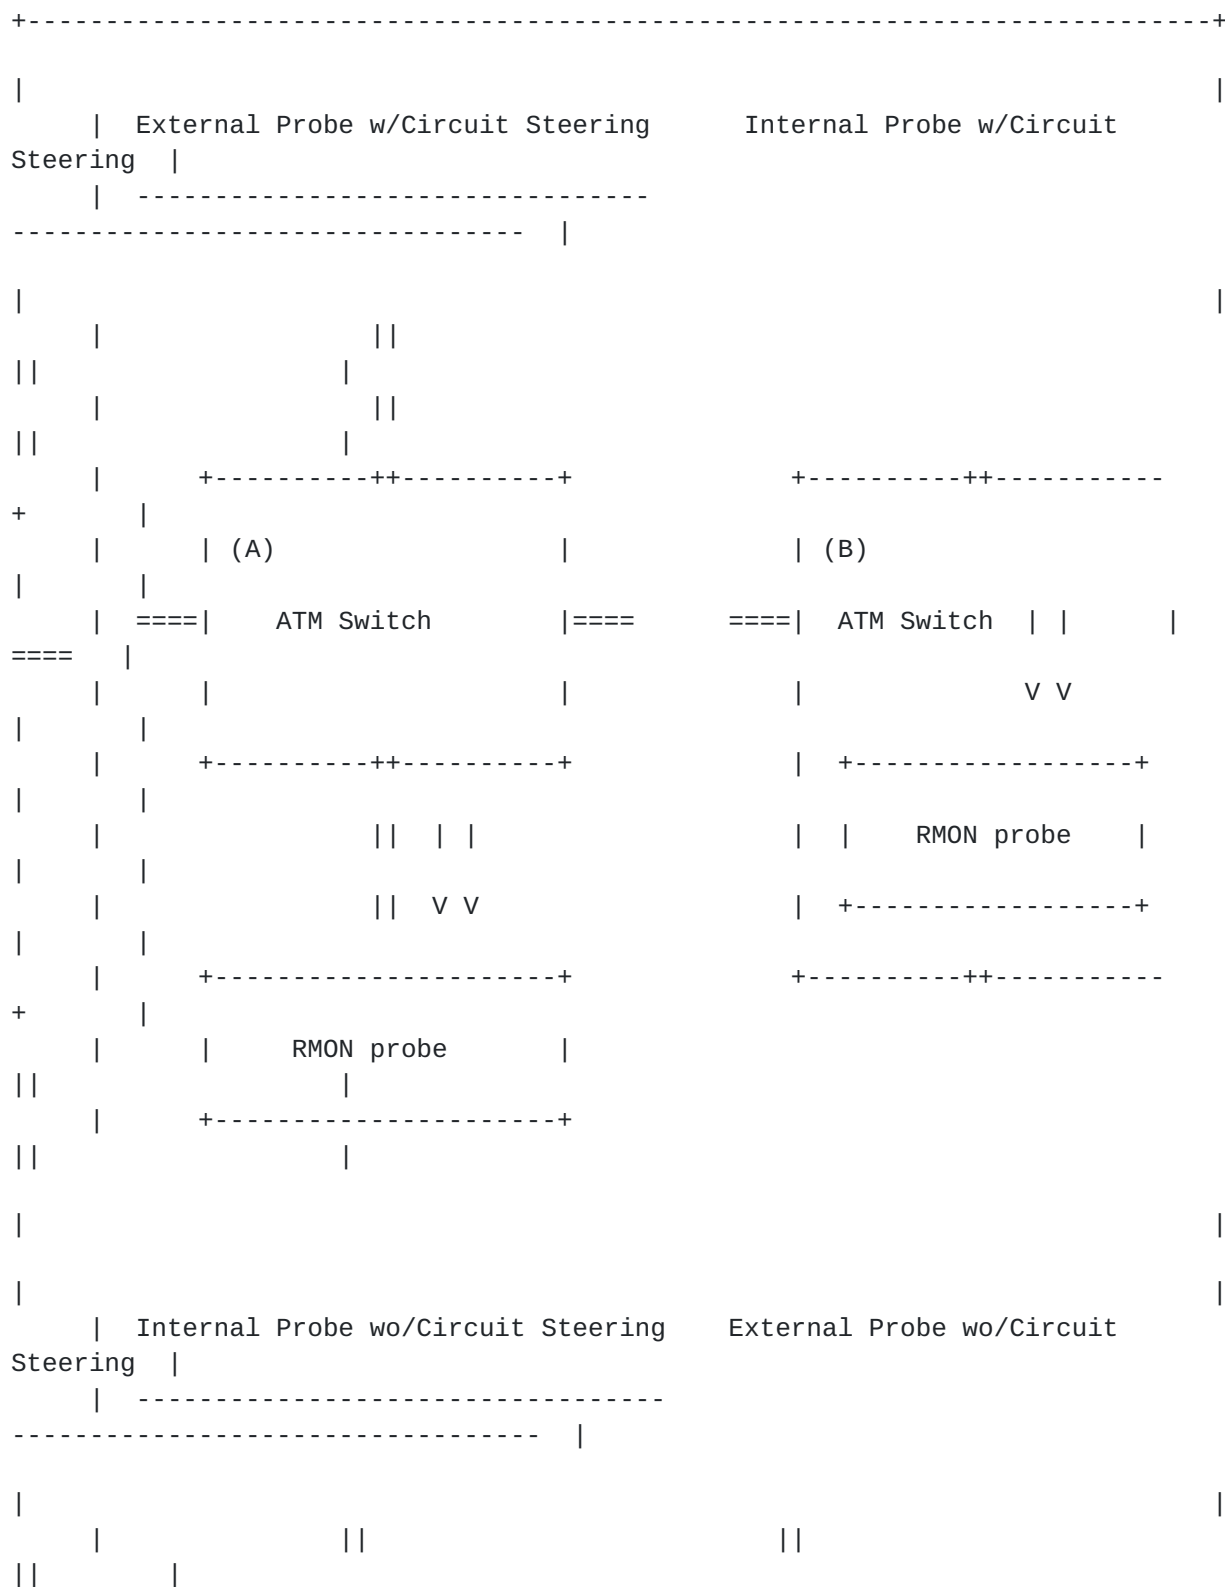 +----------------------------------------------------------------------------+
|                                                                            |
     |  External Probe w/Circuit Steering      Internal Probe w/Circuit
Steering  |
     |  ---------------------------------
---------------------------------  |
|                                                                            |
     |                 ||
||                   |
     |                 ||
||                   |
     |      +----------++----------+              +----------++-----------
+       |
     |      | (A)                  |              | (B)
|       |
     |  ====|    ATM Switch        |====      ====|  ATM Switch  | |      |
====   |
     |      |                      |              |              V V
|       |
     |      +----------++----------+              |  +------------------+
|       |
     |                 ||  | |                    |  |    RMON probe    |
|       |
     |                 ||  V V                    |  +------------------+
|       |
     |      +----------------------+              +----------++-----------
+       |
     |      |     RMON probe       |
||                   |
     |      +----------------------+
||                   |
|                                                                            |
|                                                                            |
     |  Internal Probe wo/Circuit Steering    External Probe wo/Circuit
Steering  |
     |  ----------------------------------
----------------------------------  |
|                                                                            |
     |               ||                          ||
||        |